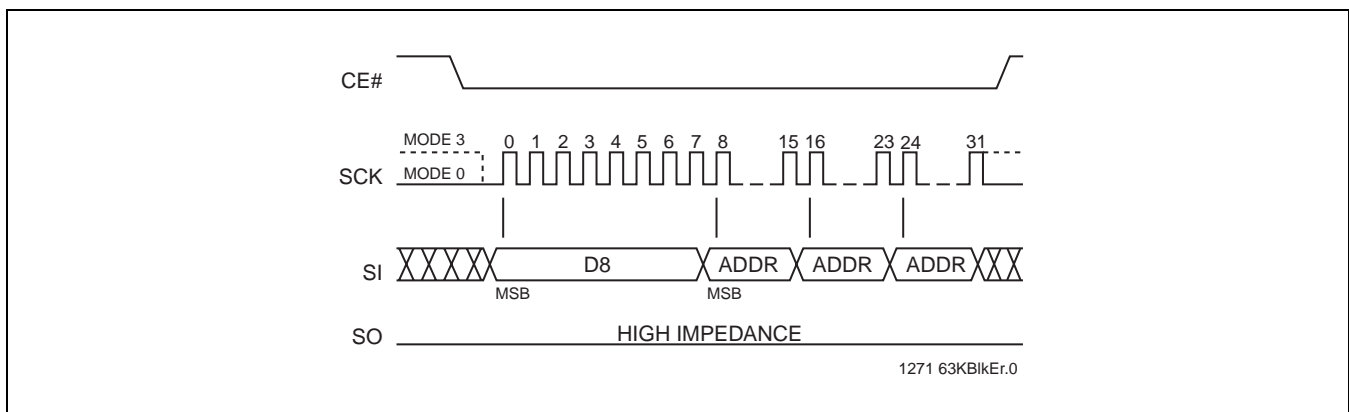 CE#
MODE 3
0 1 2 3 4 5 6 7 8 15 16 23 24 31
SCK
MODE 0
SI
D8
ADDR
ADDR
ADDR
MSB
MSB
SO
HIGH IMPEDANCE
1271 63KBlkEr.0